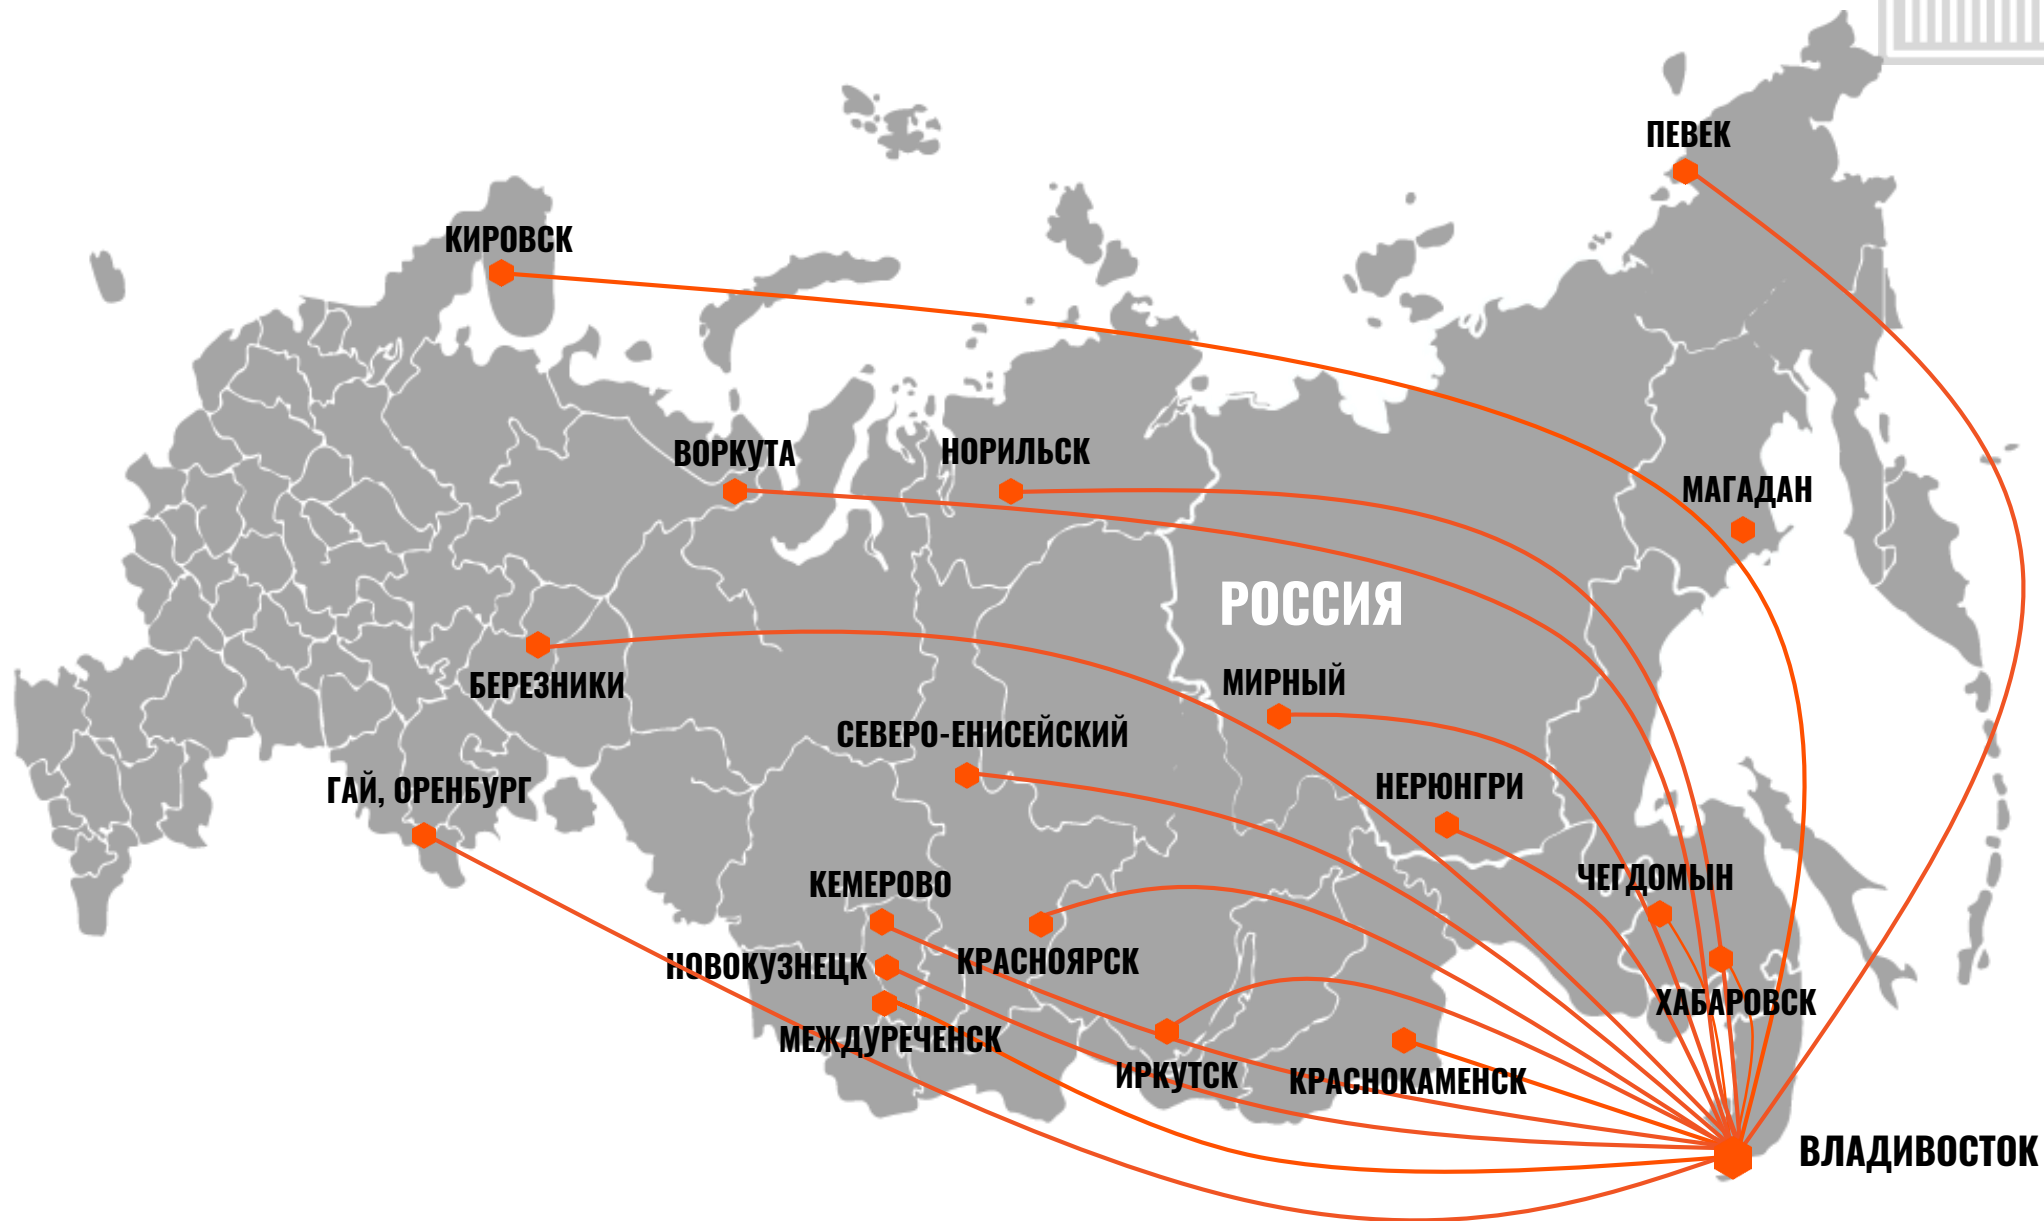 ПЕВЕК
КИРОВСК
ВОРКУТА
НОРИЛЬСК
МАГАДАН
РОССИЯ
БЕРЕЗНИКИ
МИРНЫЙ
СЕВЕРО-ЕНИСЕЙСКИЙ
ГАЙ, ОРЕНБУРГ
НЕРЮНГРИ
КЕМЕРОВО
ЧЕГДОМЫН
НОВОКУЗНЕЦК
КРАСНОЯРСК
ХАБАРОВСК
МЕЖДУРЕЧЕНСК
ИРКУТСК
КРАСНОКАМЕНСК
ВЛАДИВОСТОК